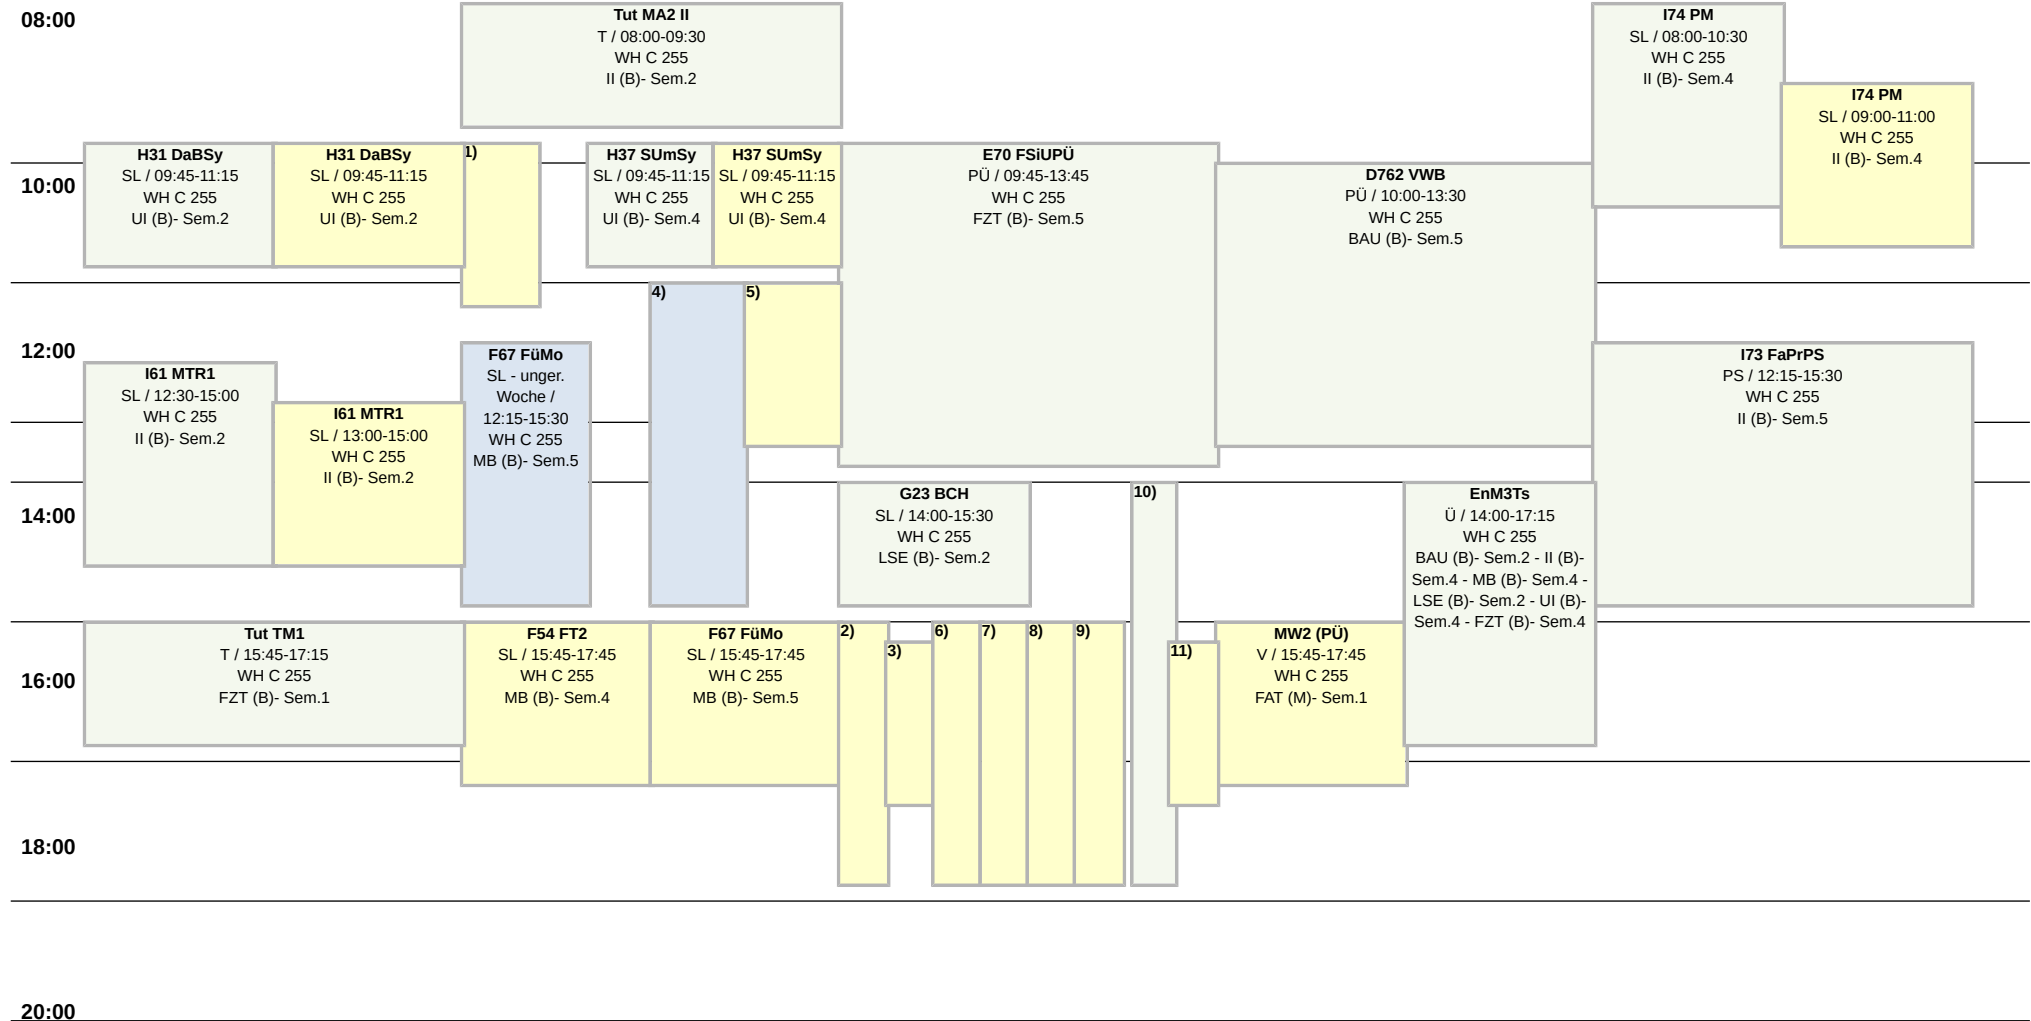 08:00
Tut MA2 II
T / 08:00-09:30
WH C 255
II (B)- Sem.2
I74 PM
SL / 08:00-10:30
WH C 255
II (B)- Sem.4
I74 PM
SL / 09:00-11:00
WH C 255
II (B)- Sem.4
10:00
H31 DaBSy
SL / 09:45-11:15
WH C 255
UI (B)- Sem.2
H31 DaBSy
SL / 09:45-11:15
WH C 255
UI (B)- Sem.2
1)
H37 SUmSy
SL / 09:45-11:15
WH C 255
UI (B)- Sem.4
H37 SUmSy
SL / 09:45-11:15
WH C 255
UI (B)- Sem.4
E70 FSiUPÜ
PÜ / 09:45-13:45
WH C 255
FZT (B)- Sem.5
D762 VWB
PÜ / 10:00-13:30
WH C 255
BAU (B)- Sem.5
4)
5)
12:00
I61 MTR1
SL / 12:30-15:00
WH C 255
II (B)- Sem.2
I61 MTR1
SL / 13:00-15:00
WH C 255
II (B)- Sem.2
F67 FüMo
SL - unger.
Woche /
12:15-15:30
WH C 255
MB (B)- Sem.5
I73 FaPrPS
PS / 12:15-15:30
WH C 255
II (B)- Sem.5
14:00
G23 BCH
SL / 14:00-15:30
WH C 255
LSE (B)- Sem.2
10)
EnM3Ts
Ü / 14:00-17:15
WH C 255
BAU (B)- Sem.2 - II (B)-
Sem.4 - MB (B)- Sem.4 -
LSE (B)- Sem.2 - UI (B)-
Sem.4 - FZT (B)- Sem.4
16:00
Tut TM1
T / 15:45-17:15
WH C 255
FZT (B)- Sem.1
F54 FT2
SL / 15:45-17:45
WH C 255
MB (B)- Sem.4
F67 FüMo
SL / 15:45-17:45
WH C 255
MB (B)- Sem.5
2)
3)
6)
7)
8)
9)
11)
MW2 (PÜ)
V / 15:45-17:45
WH C 255
FAT (M)- Sem.1
18:00
20:00